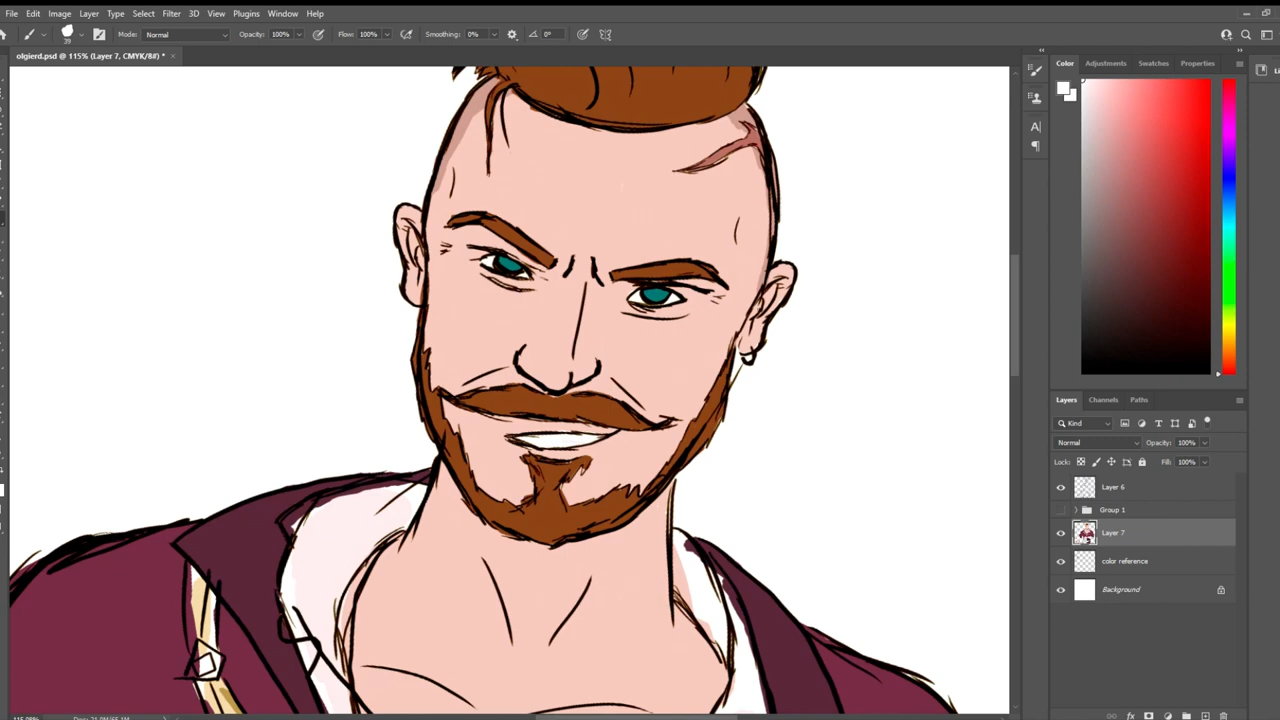 File Edit Image Layer Type Select Filter 3D View Plugins Window Help
39 Mode: Normal Opacity: 100% Flow: 100% Smoothing: 0% 0°
olgierd.psd @ 115% (Layer 7, CMYK/8#) * ×
Color Adjustments Swatches Properties
Layers Channels Paths
Kind
Normal Opacity: 100%
Lock: Fill: 100%
Layer 6
Group 1
Layer 7
color reference
Background